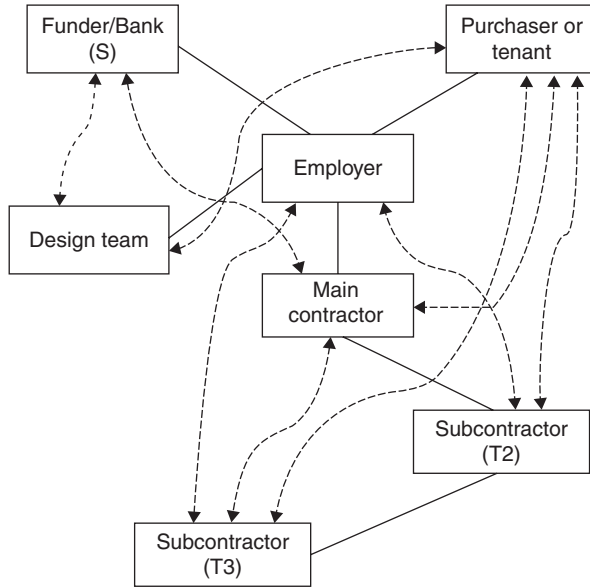 Funder/Bank
(S)
Purchaser or
tenant
Employer
Design team
Main
contractor
Subcontractor
(T2)
Subcontractor
(T3)